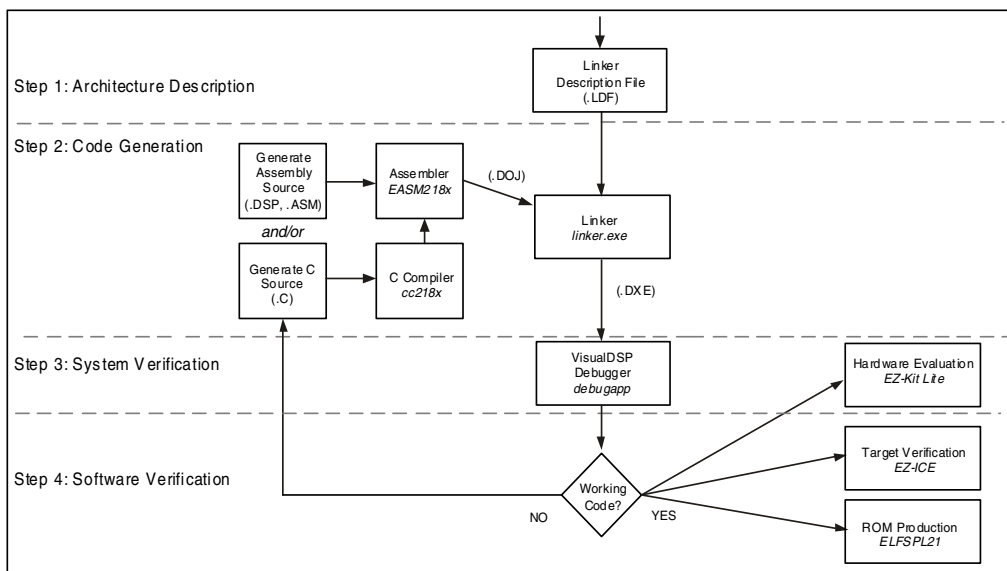 Step 1: Architecture Description
Linker
Description File
(.LDF)
Step 2: Code Generation
Generate
Assembly
Source
(.DSP, .ASM)
and/or
Generate C
Source
(.C)
Assembler
EASM218x
C Compiler
cc218x
(.DOJ)
Linker
linker.exe
(.DXE)
Step 3: System Verification
VisualDSP
Debugger
debugapp
Hardware Evaluation
EZ-Kit Lite
Step 4: Software Verification
Working
Code?
NO
YES
Target Verification
EZ-ICE
ROM Production
ELFSPL21